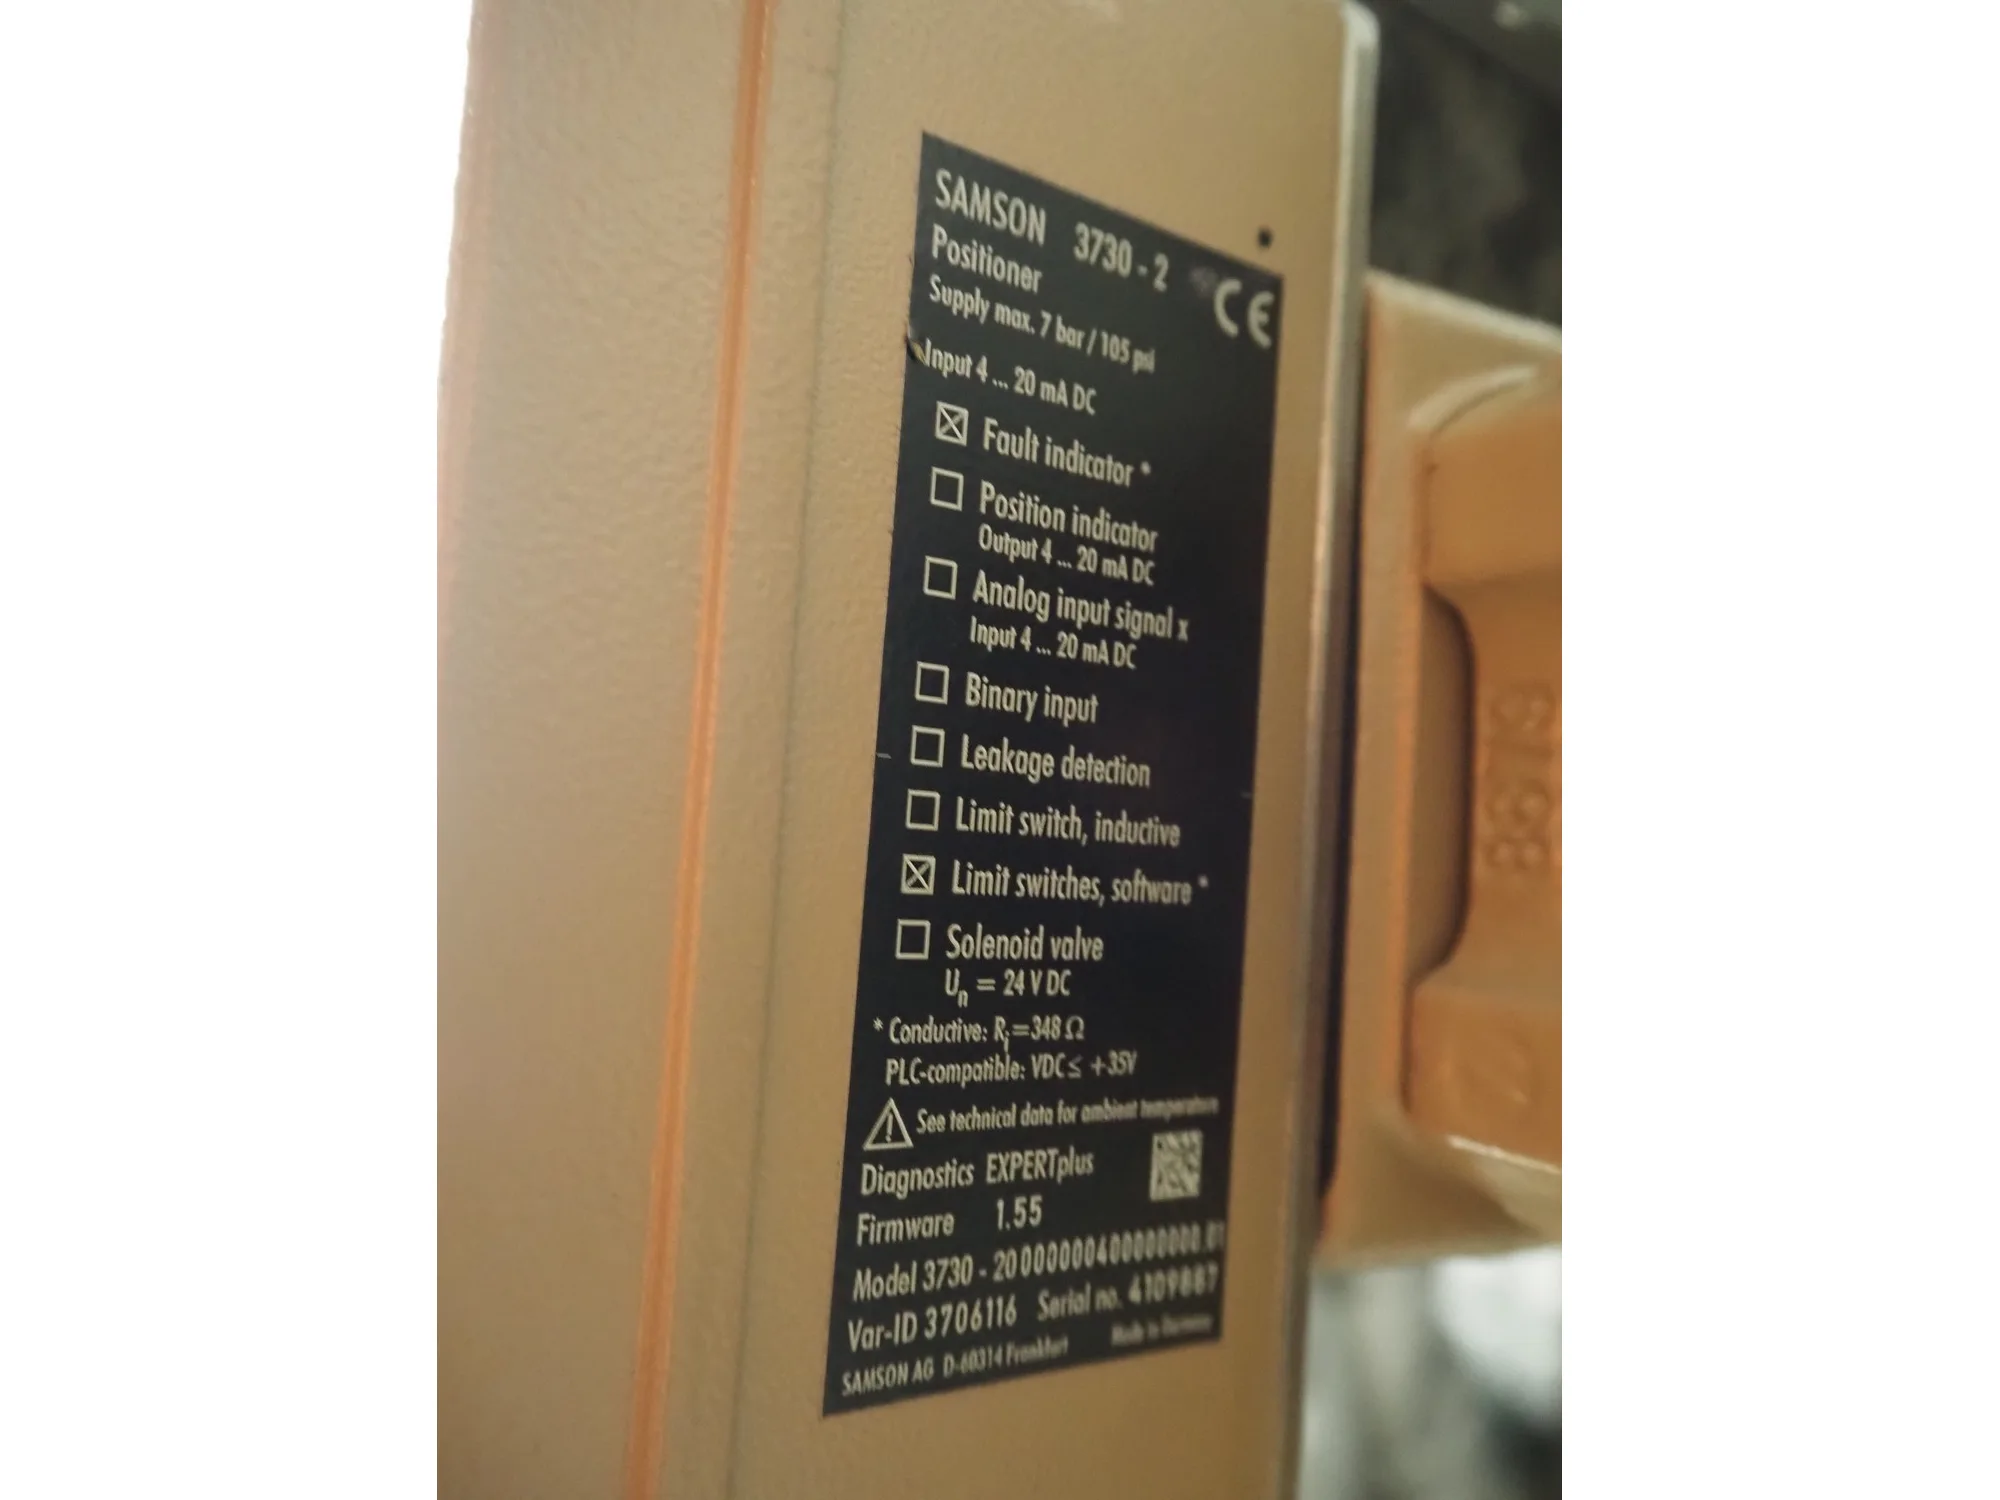 SAMSON 3730 - 2
CE
Positioner
Supply max. 7 bar / 105 psi
Input 4 ... 20 mA DC
☒ Fault indicator *
☐ Position indicator
Output 4 ... 20 mA DC
☐ Analog input signal x
Input 4 ... 20 mA DC
☐ Binary input
☐ Leakage detection
☐ Limit switch, inductive
☒ Limit switches, software *
☐ Solenoid valve
Un = 24 V DC
* Conductive: Ri=348 Ω
PLC-compatible: VDC ≤ +35V
See technical data for ambient temperature
Diagnostics EXPERTplus
Firmware 1.55
Model 3730 - 20000000400000000.01
Var-ID 3706116 Serial no. 4109887
SAMSON AG D-60314 Frankfurt Made in Germany